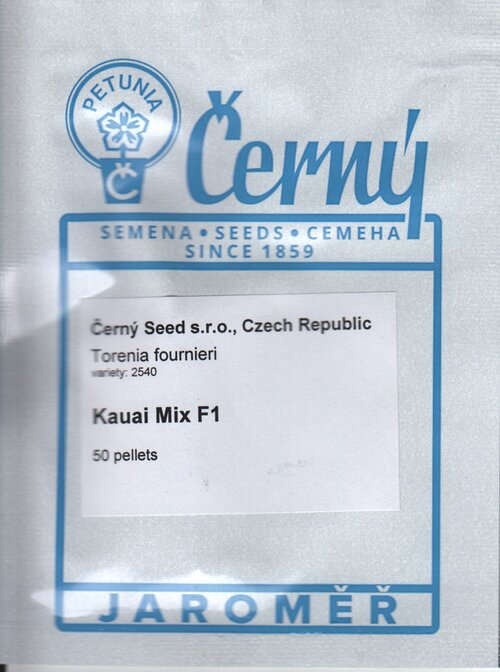 PETUNIA
Č
Černý
SEMENA • SEEDS • СЕМЕНА
SINCE 1859
Černý Seed s.r.o., Czech Republic
Torenia fournieri
variety: 2540
Kauai Mix F1
50 pellets
JAROMĚŘ